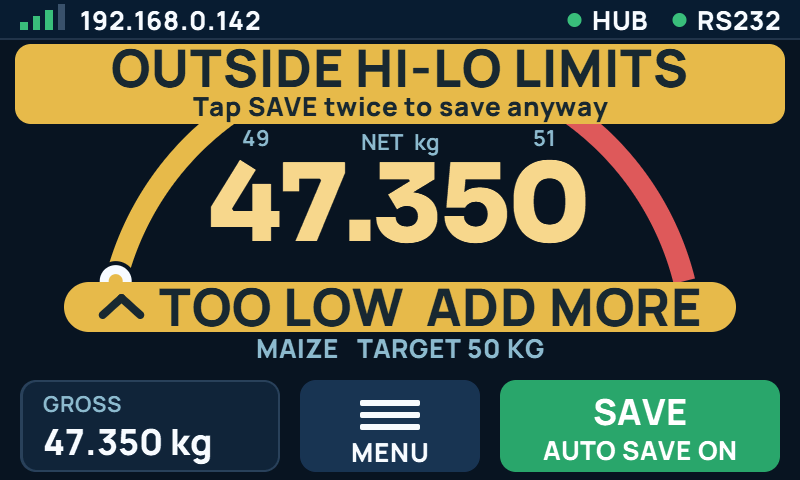 192.168.0.142 HUB RS232
OUTSIDE HI-LO LIMITS
Tap SAVE twice to save anyway
49 NET kg 51
47.350
TOO LOW ADD MORE
MAIZE TARGET 50 KG
GROSS
47.350 kg
MENU
SAVE
AUTO SAVE ON